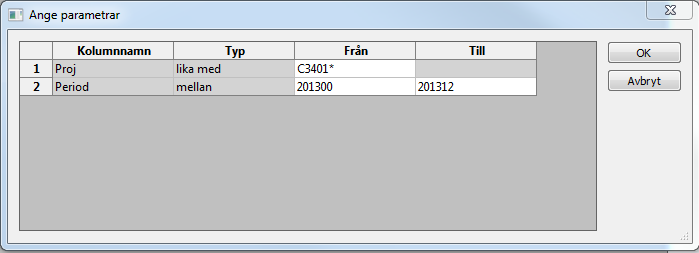 Ange parametrar
Kolumnnamn Typ Från Till
1 Proj lika med C3401*
2 Period mellan 201300 201312
OK
Avbryt